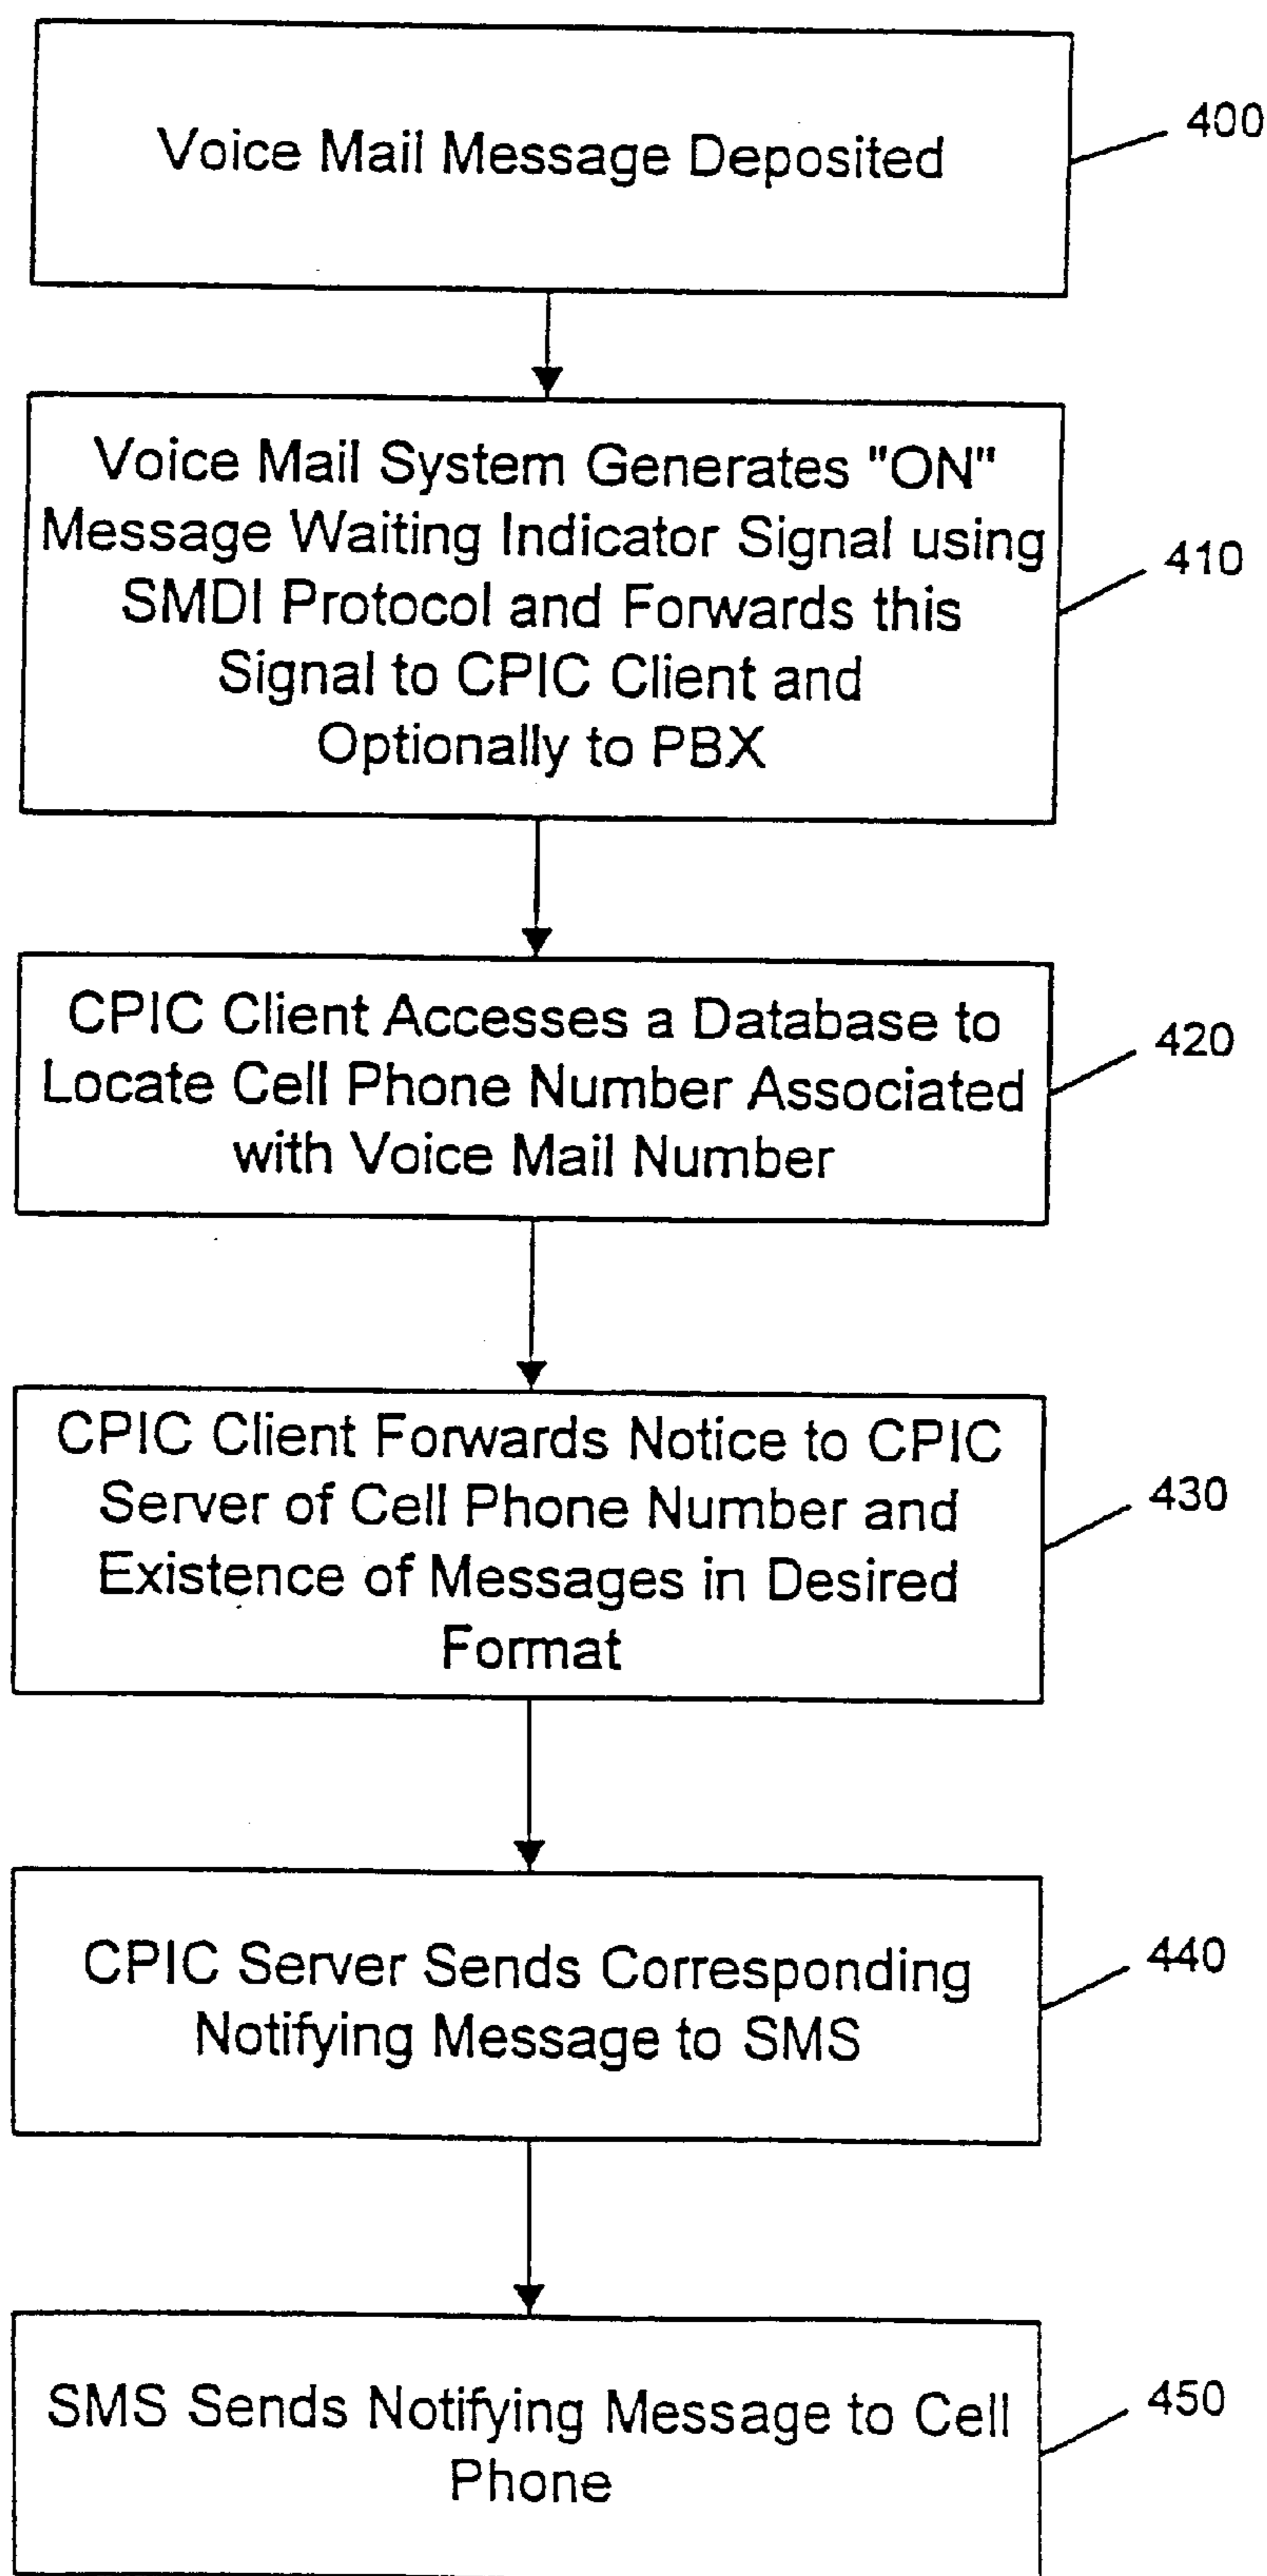 Voice Mail Message Deposited
400
Voice Mail System Generates "ON"
Message Waiting Indicator Signal using
SMDI Protocol and Forwards this
Signal to CPIC Client and
Optionally to PBX
410
CPIC Client Accesses a Database to
Locate Cell Phone Number Associated
with Voice Mail Number
420
CPIC Client Forwards Notice to CPIC
Server of Cell Phone Number and
Existence of Messages in Desired
Format
430
CPIC Server Sends Corresponding
Notifying Message to SMS
440
SMS Sends Notifying Message to Cell
Phone
450